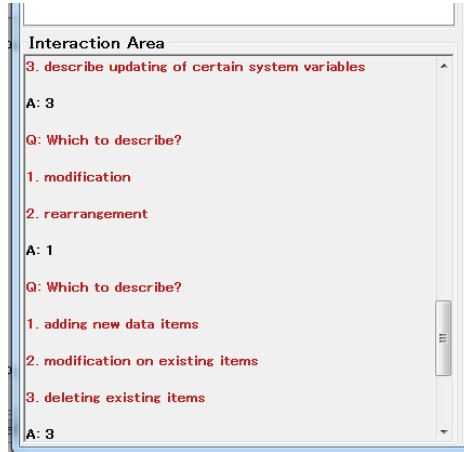 Interaction Area
3. describe updating of certain system variables
A: 3
Q: Which to describe?
1. modification
2. rearrangement
A: 1
Q: Which to describe?
1. adding new data items
2. modification on existing items
3. deleting existing items
A: 3